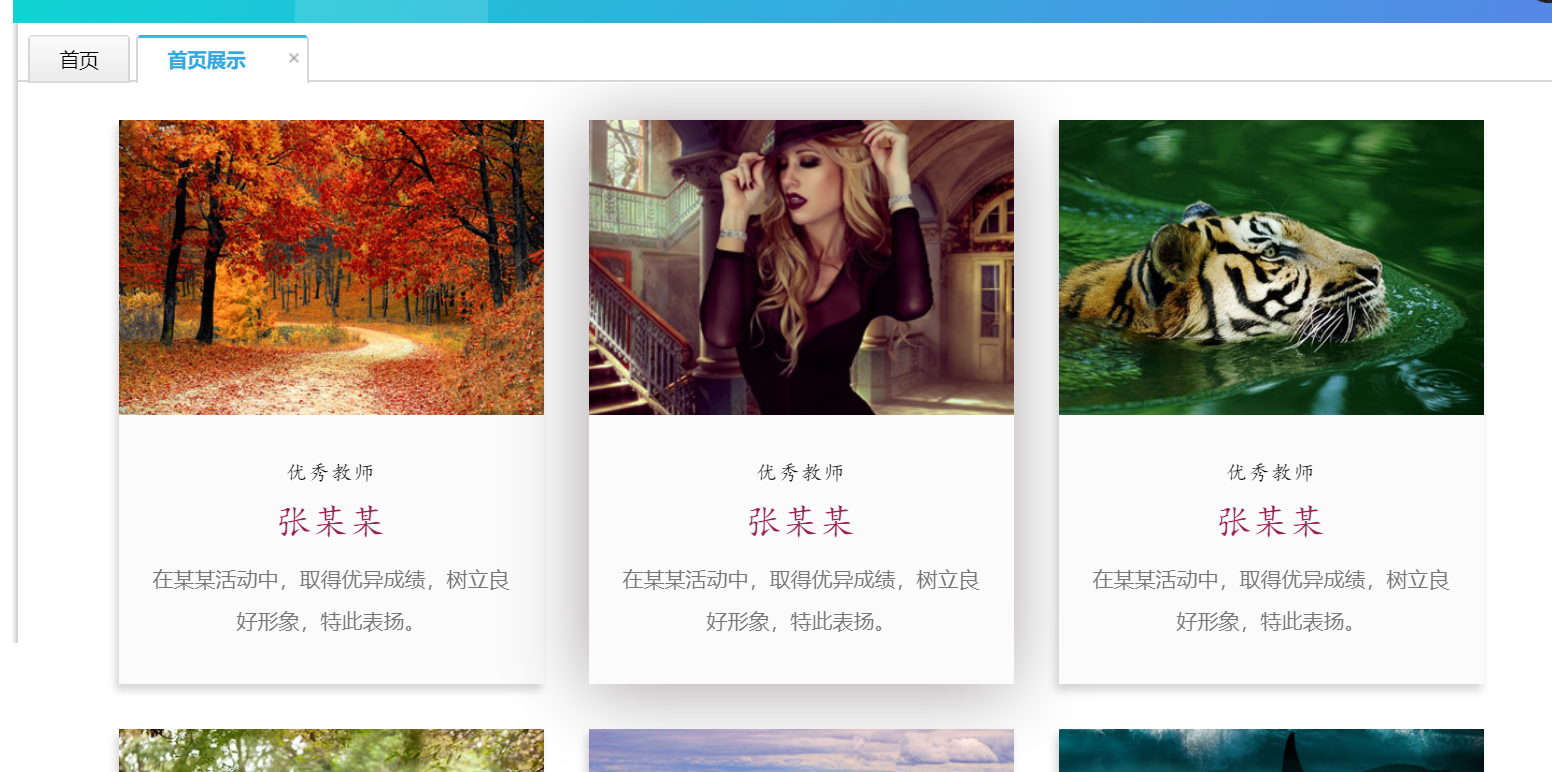 首页
首页展示
优秀教师
张某某
在某某活动中，取得优异成绩，树立良
好形象，特此表扬。
优秀教师
张某某
在某某活动中，取得优异成绩，树立良
好形象，特此表扬。
优秀教师
张某某
在某某活动中，取得优异成绩，树立良
好形象，特此表扬。